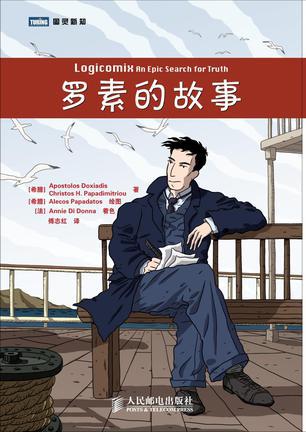 TURING 图灵新知
Logicomix An Epic Search for Truth
罗素的故事
[希腊] Apostolos Doxiadis
Christos H. Papadimitriou 著
[希腊] Alecos Papadatos 绘图
[法] Annie Di Donna 着色
傅志红 译
人民邮电出版社
POSTS & TELECOM PRESS